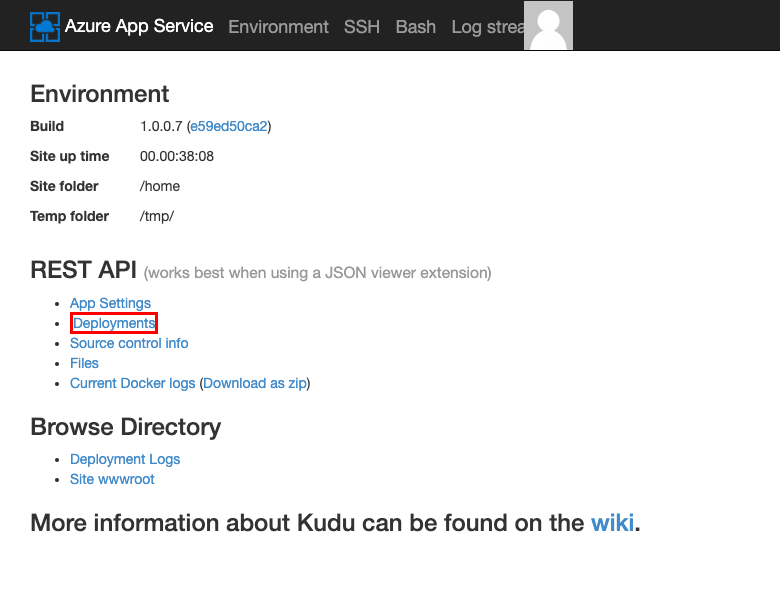 Azure App Service Environment SSH Bash Log strea
Environment
Build 1.0.0.7 (e59ed50ca2)
Site up time 00.00:38:08
Site folder /home
Temp folder /tmp/
REST API (works best when using a JSON viewer extension)
• App Settings
• Deployments
• Source control info
• Files
• Current Docker logs (Download as zip)
Browse Directory
• Deployment Logs
• Site wwwroot
More information about Kudu can be found on the wiki.